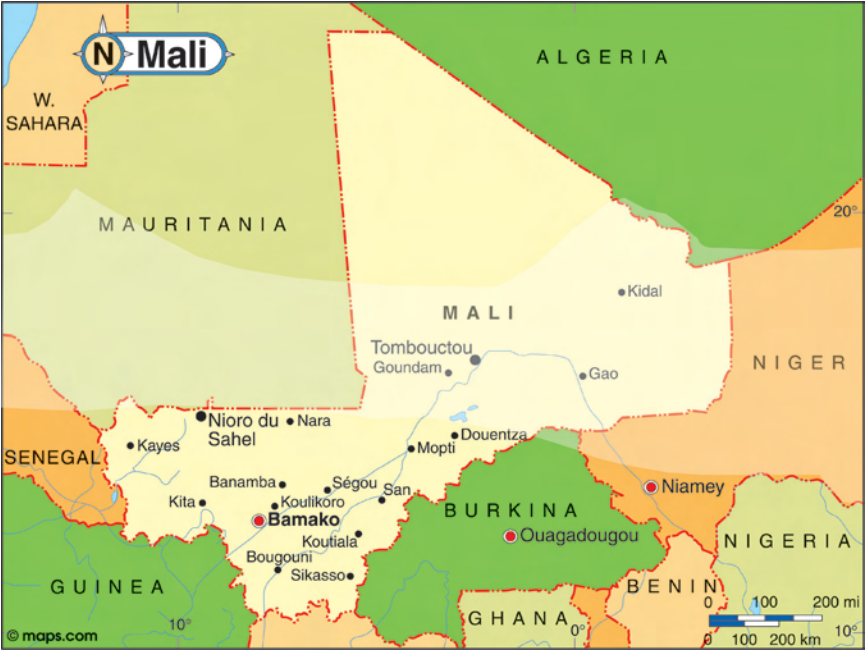 N Mali
ALGERIA
W.
SAHARA
MAURITANIA
20°
Kidal
MALI
Tombouctou
Goundam
Gao
NIGER
Nioro du
Sahel
Nara
Kayes
Douentza
Mopti
SENEGAL
Banamba
Ségou
San
Niamey
Kita
Koulikoro
Bamako
BURKINA
Ouagadougou
Koutiala
NIGERIA
Bougouni
Sikasso
GUINEA
BENIN
0 100 200 mi
GHANA
10°
0°
10°
0 100 200 km
© maps.com